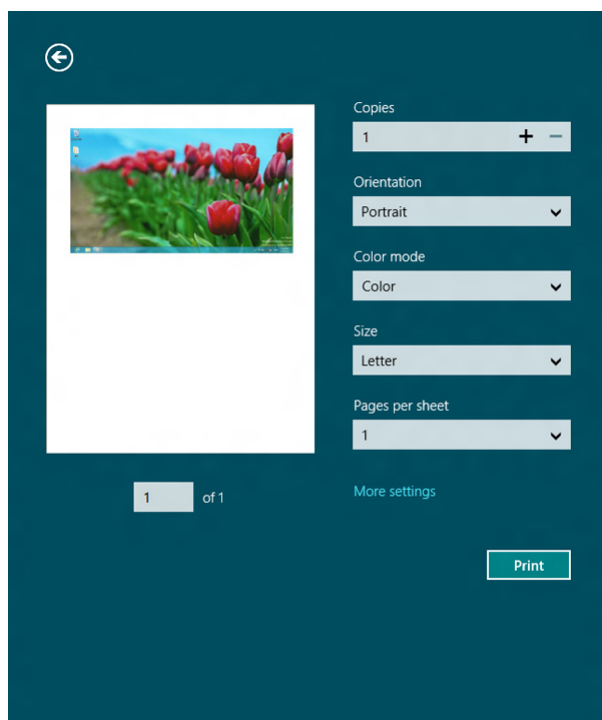 Copies
1
Orientation
Portrait
Color mode
Color
Size
Letter
Pages per sheet
1
1 of 1
More settings
Print